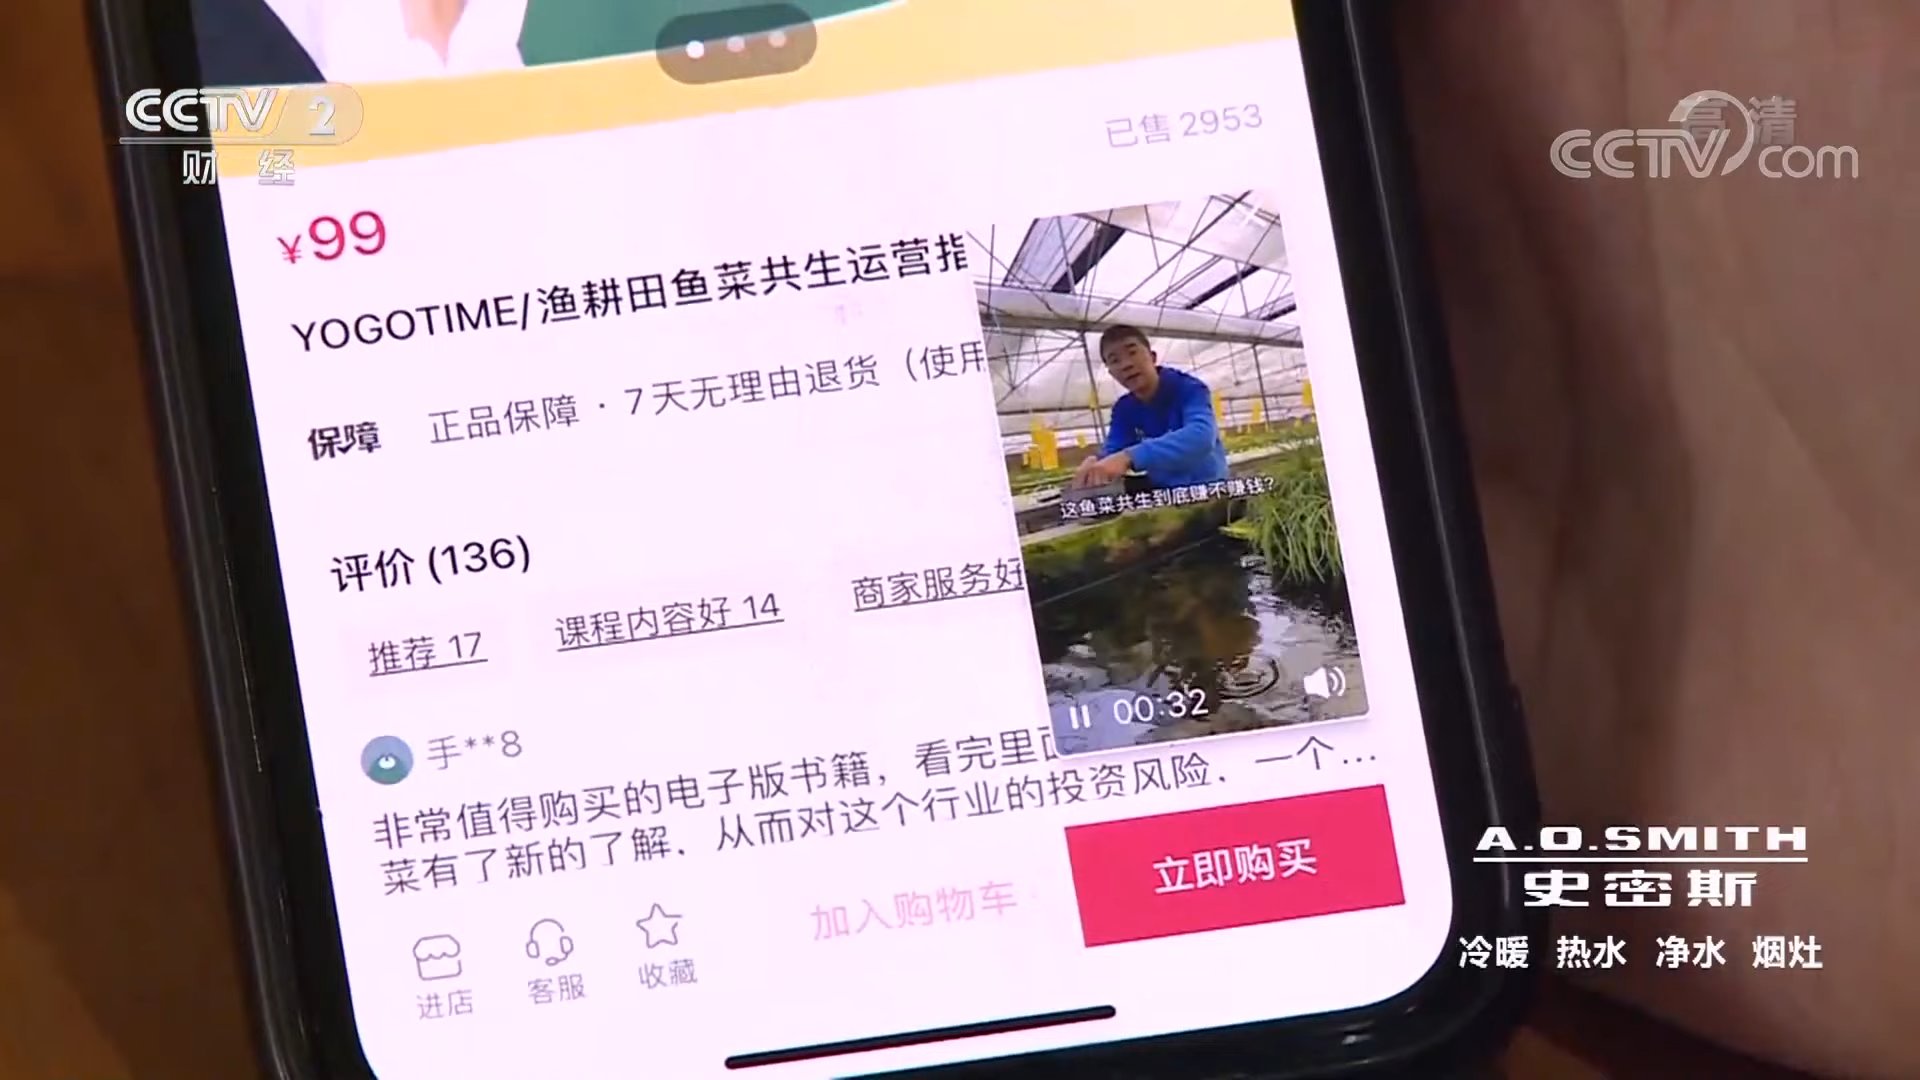 CCTV 2
财 经
高清
CCTV com
已售 2953
¥99
YOGOTIME/渔耕田鱼菜共生运营指
保障 正品保障 · 7天无理由退货（使用
这鱼菜共生到底赚不赚钱?
00:32
评价 (136)
推荐 17 课程内容好 14 商家服务好
手**8
非常值得购买的电子版书籍，看完里面
菜有了新的了解．从而对这个行业的投资风险．一个...
进店 客服 收藏 加入购物车 立即购买
A.O.SMITH
史密斯
冷暖 热水 净水 烟灶